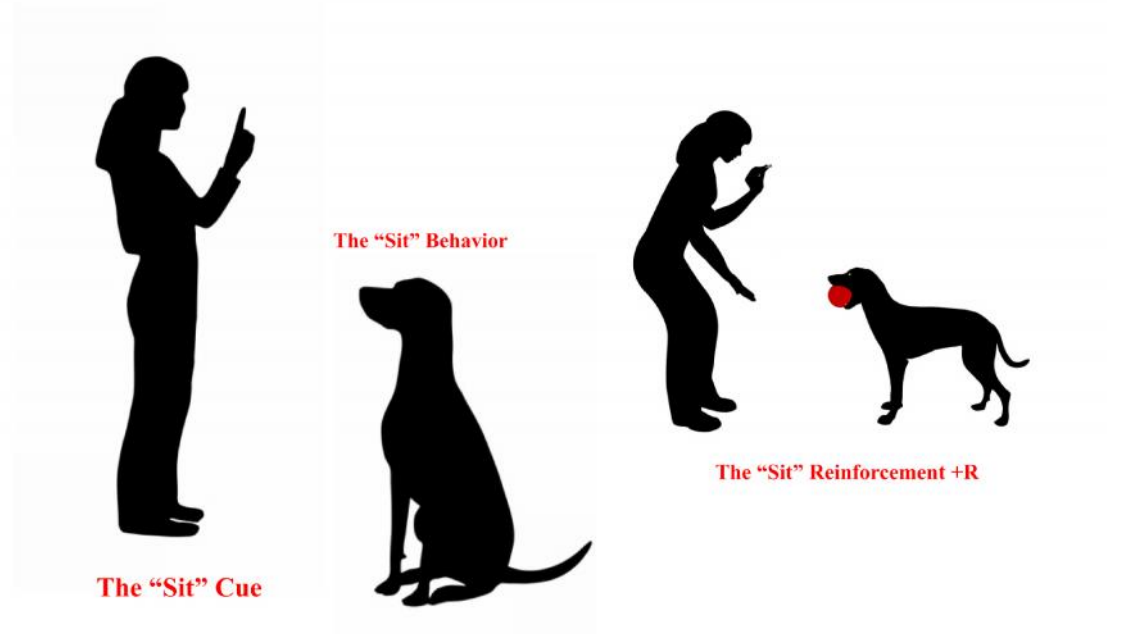 The “Sit” Cue
The “Sit” Behavior
The “Sit” Reinforcement +R